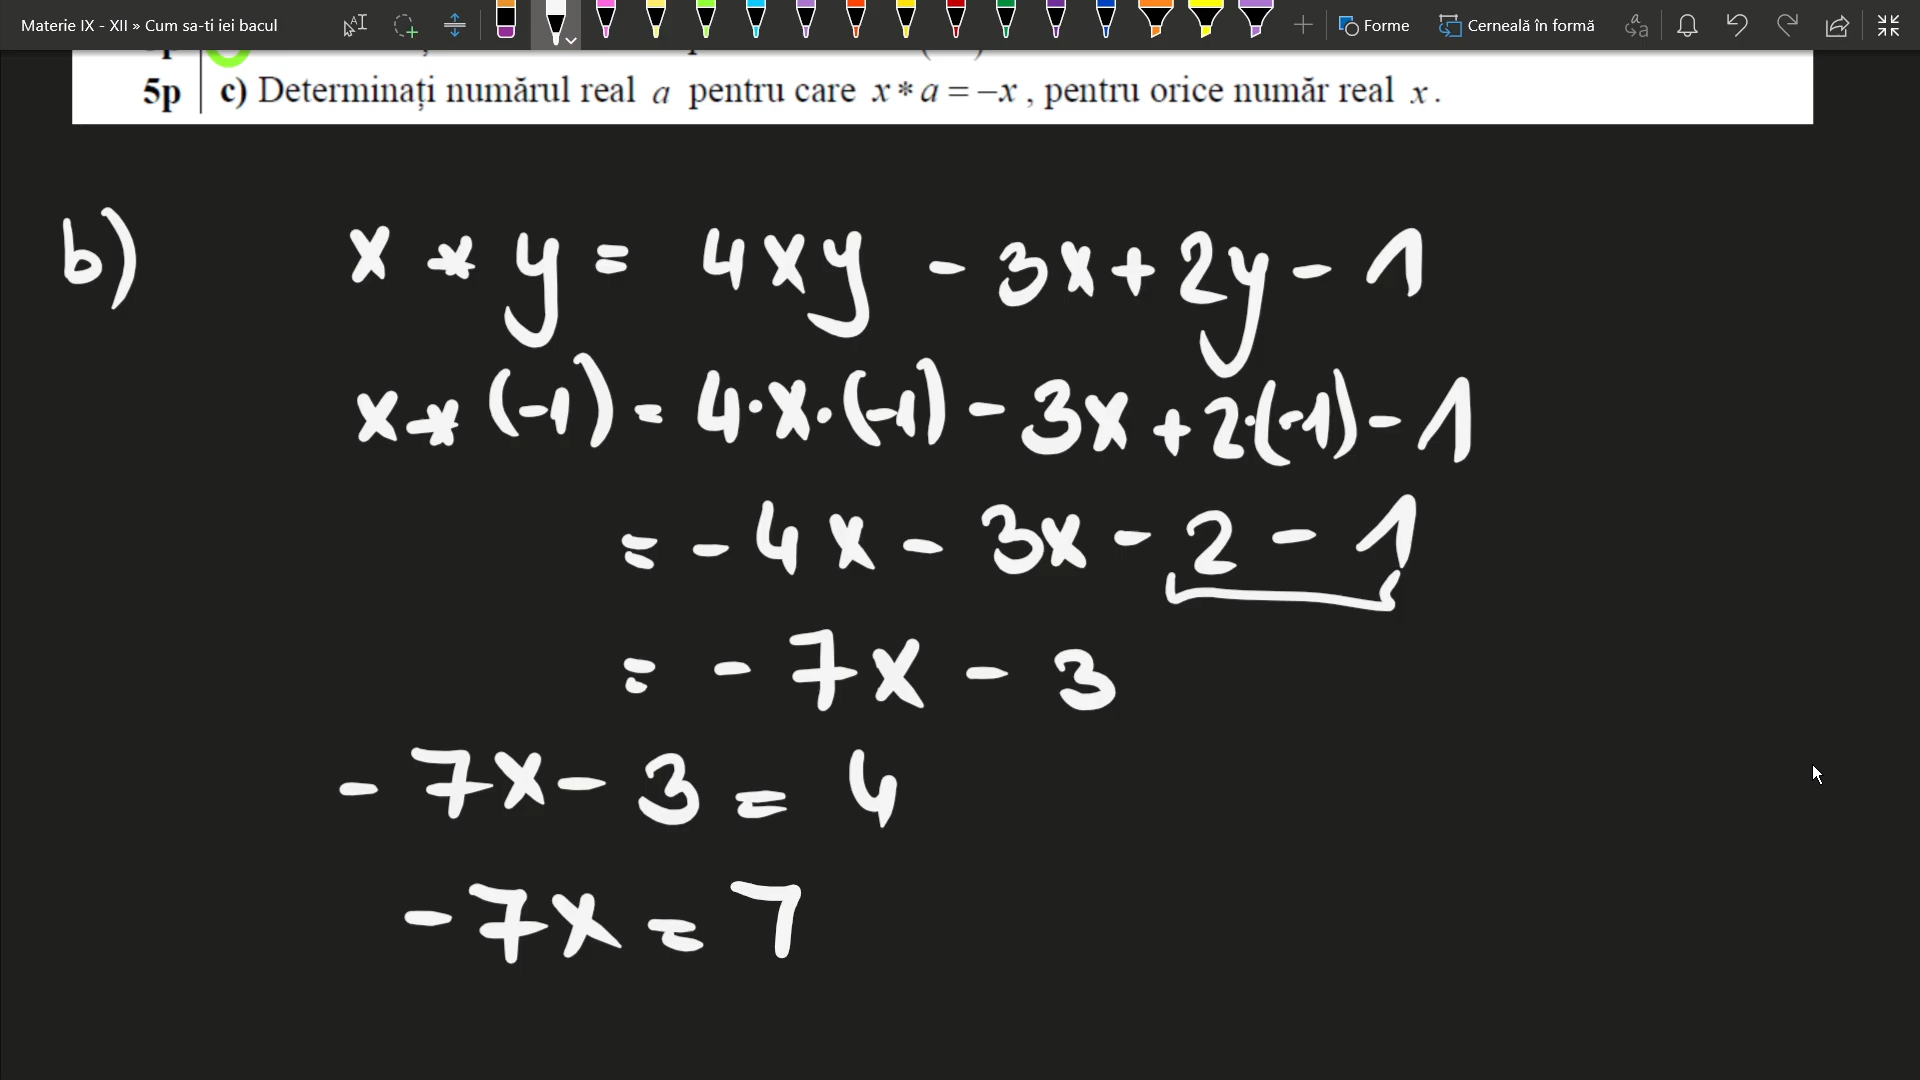 Materie IX - XII » Cum sa-ti iei bacul
Forme
Cerneală în formă
5p c) Determinați numărul real a pentru care x * a = −x , pentru orice număr real x .
b) x * y = 4xy - 3x + 2y - 1
x * (-1) = 4·x·(-1) - 3x + 2·(-1) - 1
= - 4x - 3x - 2 - 1
= - 7x - 3
- 7x - 3 = 4
- 7x = 7